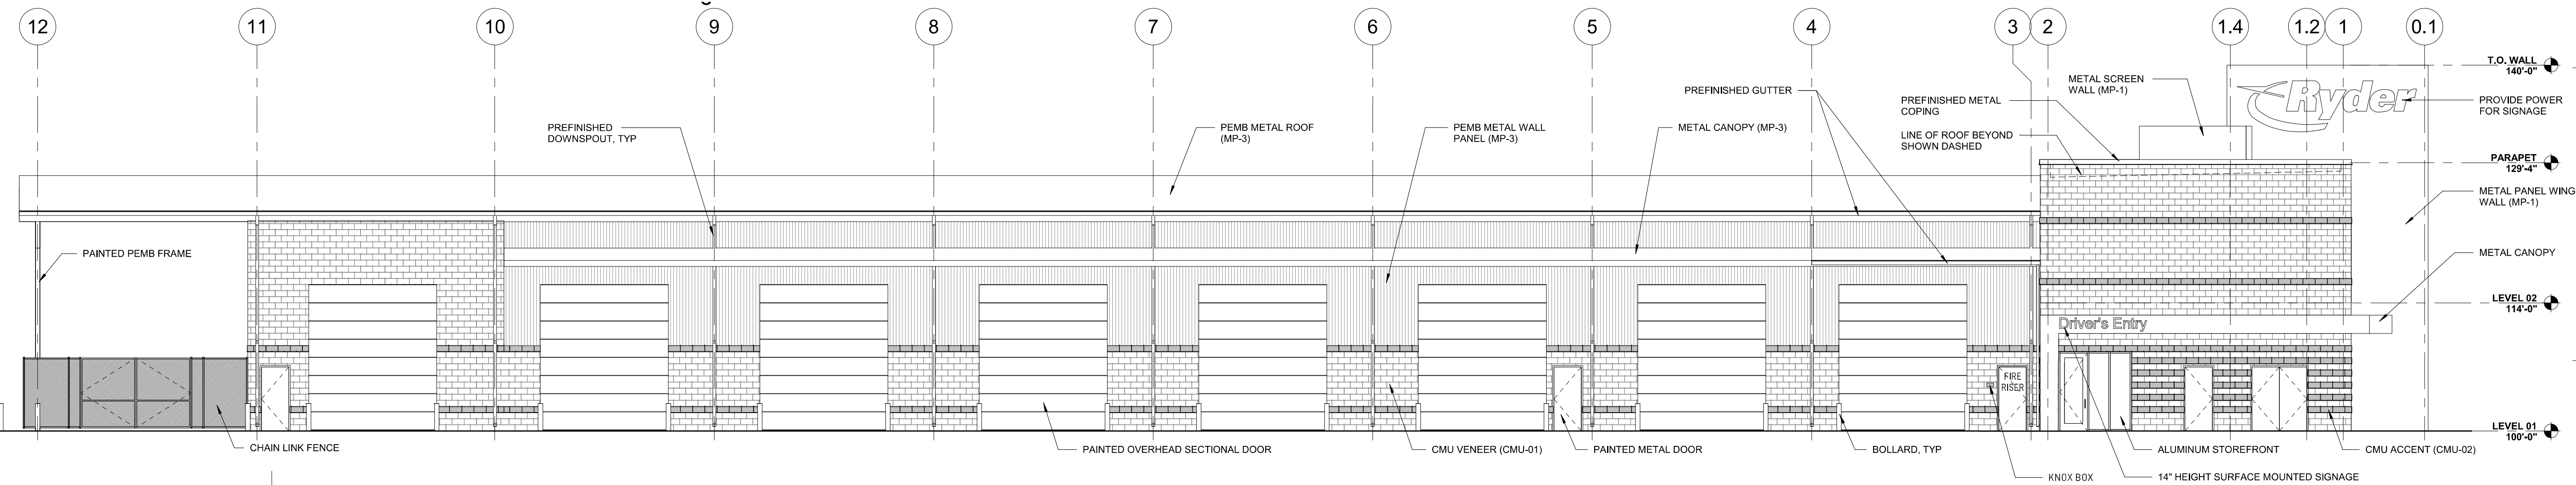 12
11
10
9
8
7
6
5
4
3
2
1.4
1.2
1
0.1
T.O. WALL
140'-0"
METAL SCREEN
WALL (MP-1)
Ryder
PREFINISHED GUTTER
PREFINISHED METAL
COPING
PROVIDE POWER
FOR SIGNAGE
PREFINISHED
DOWNSPOUT, TYP
PEMB METAL ROOF
(MP-3)
PEMB METAL WALL
PANEL (MP-3)
METAL CANOPY (MP-3)
LINE OF ROOF BEYOND
SHOWN DASHED
PARAPET
129'-4"
METAL PANEL WING
WALL (MP-1)
PAINTED PEMB FRAME
METAL CANOPY
LEVEL 02
114'-0"
Driver's Entry
FIRE
RISER
LEVEL 01
100'-0"
CHAIN LINK FENCE
PAINTED OVERHEAD SECTIONAL DOOR
CMU VENEER (CMU-01)
PAINTED METAL DOOR
BOLLARD, TYP
ALUMINUM STOREFRONT
CMU ACCENT (CMU-02)
KNOX BOX
14" HEIGHT SURFACE MOUNTED SIGNAGE